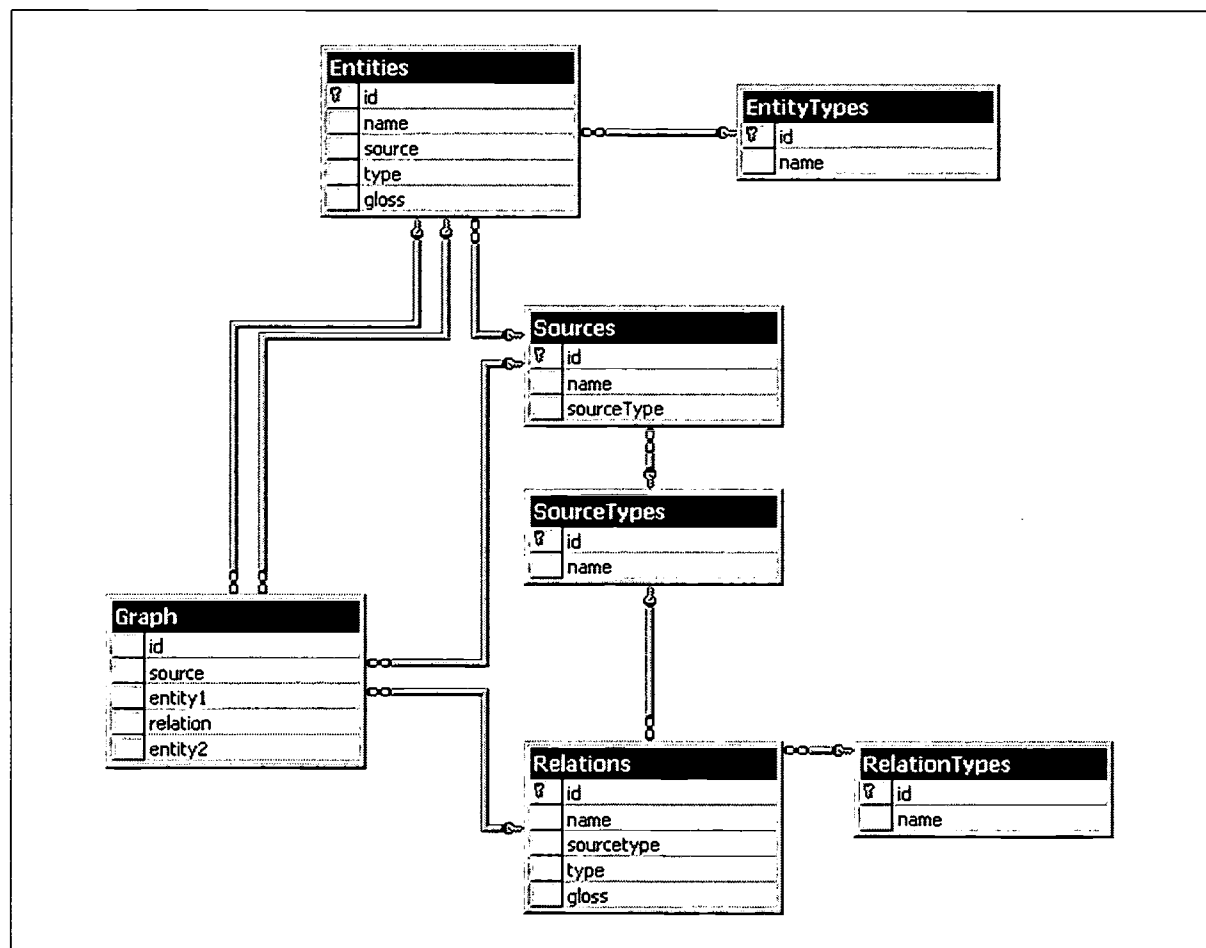 Entities
id
name
source
type
gloss
EntityTypes
id
name
Sources
id
name
sourceType
SourceTypes
id
name
Graph
id
source
entity1
relation
entity2
Relations
id
name
sourcetype
type
gloss
RelationTypes
id
name